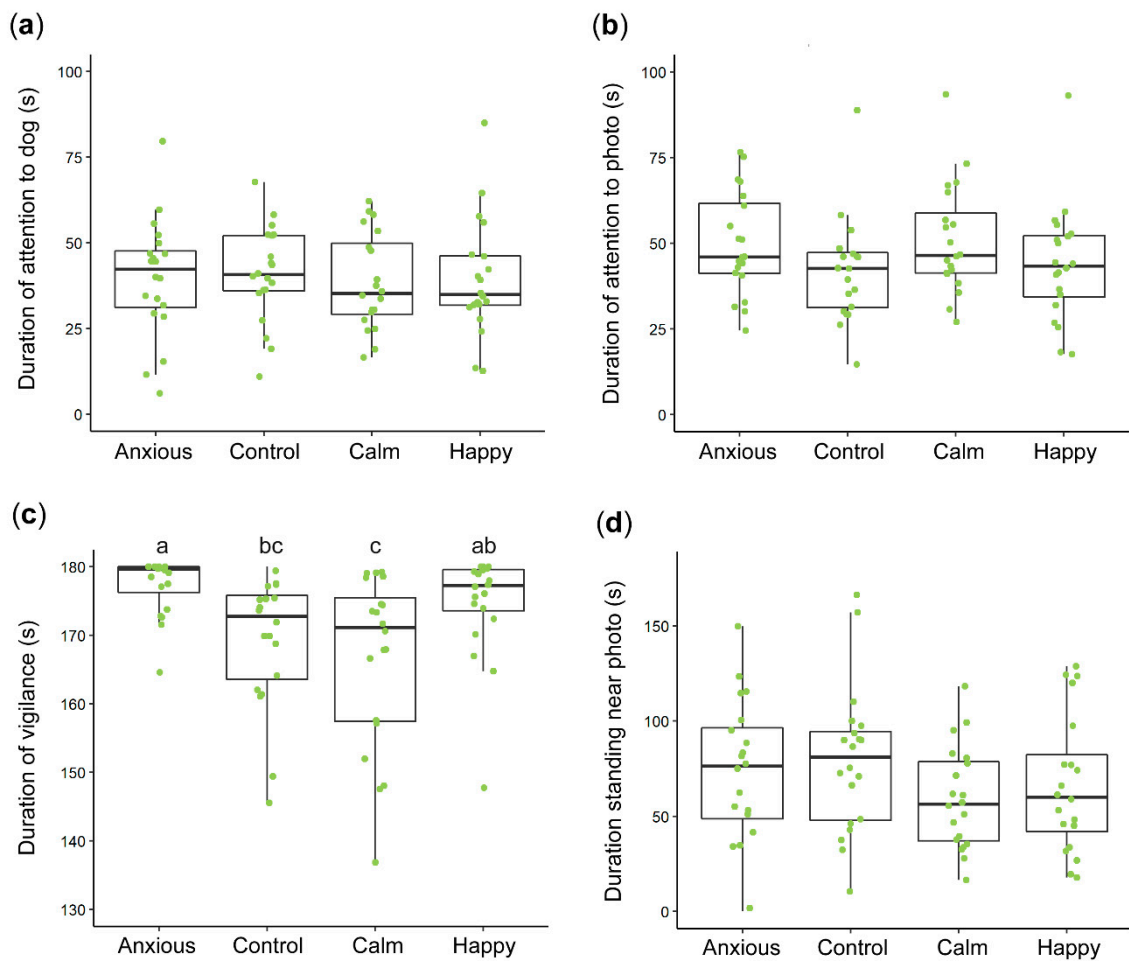 (a)
Duration of attention to dog (s)
100
75
50
25
0
Anxious Control Calm Happy
(b)
Duration of attention to photo (s)
100
75
50
25
0
Anxious Control Calm Happy
(c)
Duration of vigilance (s)
a bc c ab
180
170
160
150
140
130
Anxious Control Calm Happy
(d)
Duration standing near photo (s)
150
100
50
0
Anxious Control Calm Happy